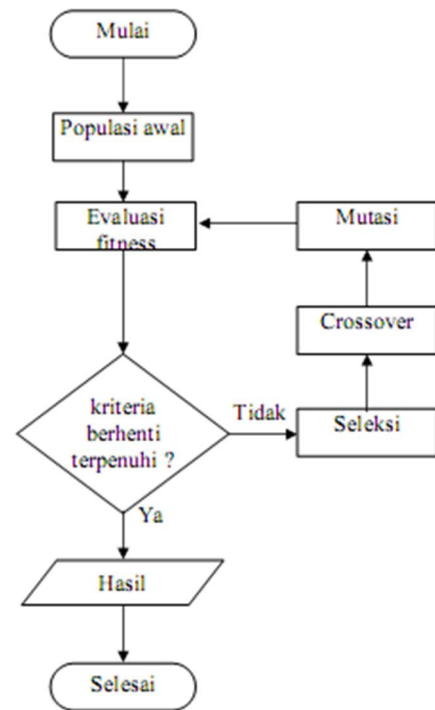 Mulai
Populasi awal
Evaluasi
fitness
Mutasi
Crossover
Seleksi
Tidak
kriteria
berhenti
terpenuhi ?
Ya
Hasil
Selesai